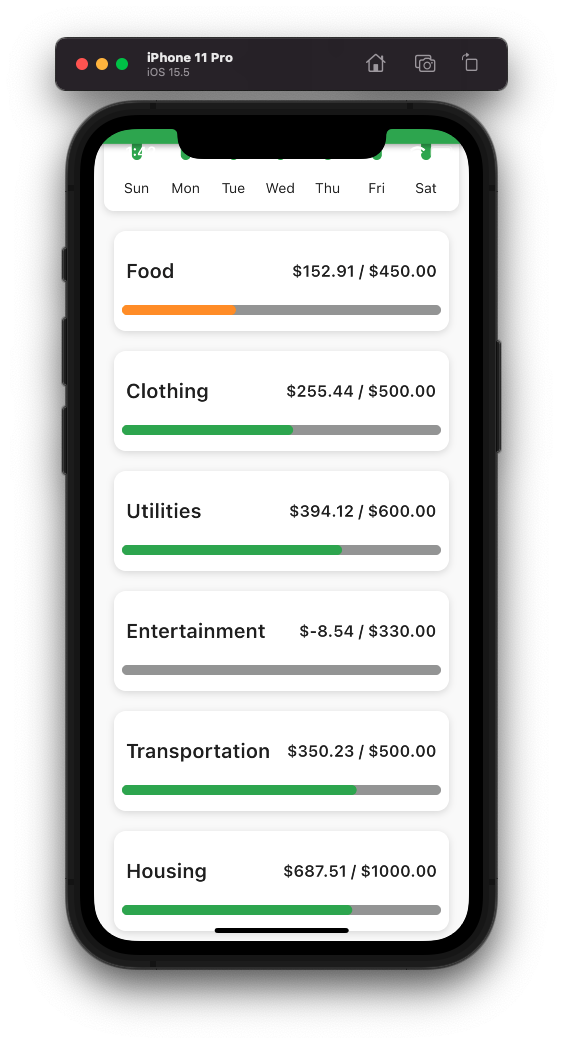 iPhone 11 Pro
iOS 15.5
Sun Mon Tue Wed Thu Fri Sat
Food $152.91 / $450.00
Clothing $255.44 / $500.00
Utilities $394.12 / $600.00
Entertainment $-8.54 / $330.00
Transportation $350.23 / $500.00
Housing $687.51 / $1000.00